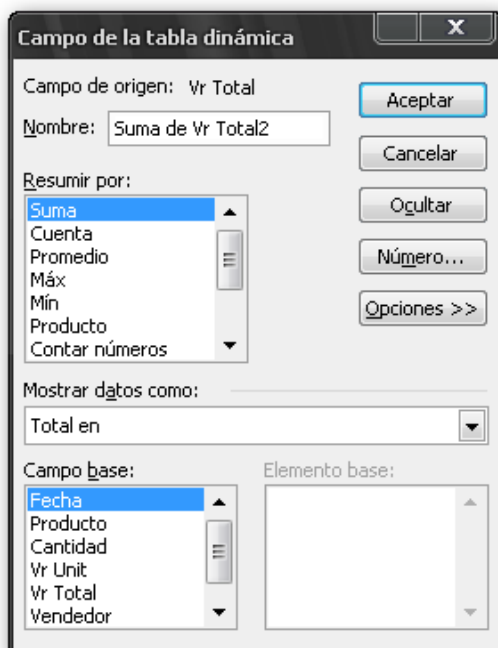 Campo de la tabla dinámica
X
Campo de origen: Vr Total
Nombre: Suma de Vr Total2
Aceptar
Cancelar
Ocultar
Número...
Opciones >>
Resumir por:
Suma
Cuenta
Promedio
Máx
Mín
Producto
Contar números
Mostrar datos como:
Total en
Campo base:
Fecha
Producto
Cantidad
Vr Unit
Vr Total
Vendedor
Elemento base: